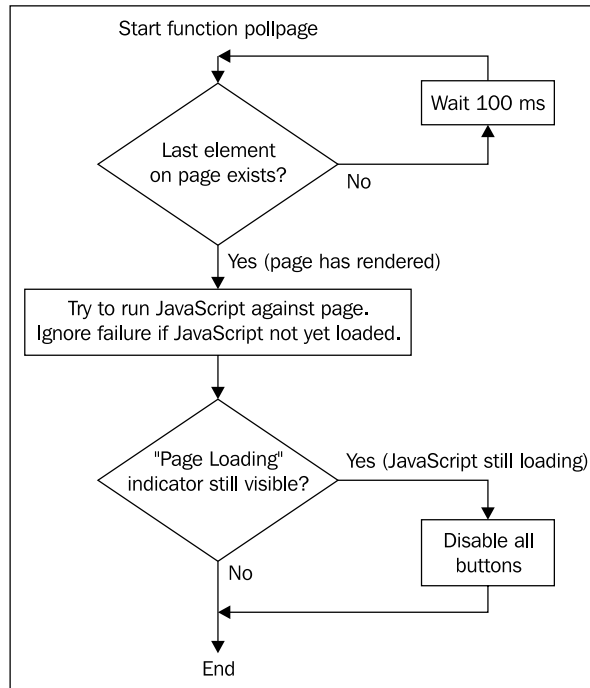 Start function pollpage
Wait 100 ms
Last element
on page exists?
No
Yes (page has rendered)
Try to run JavaScript against page.
Ignore failure if JavaScript not yet loaded.
"Page Loading"
indicator still visible?
Yes (JavaScript still loading)
Disable all
buttons
No
End